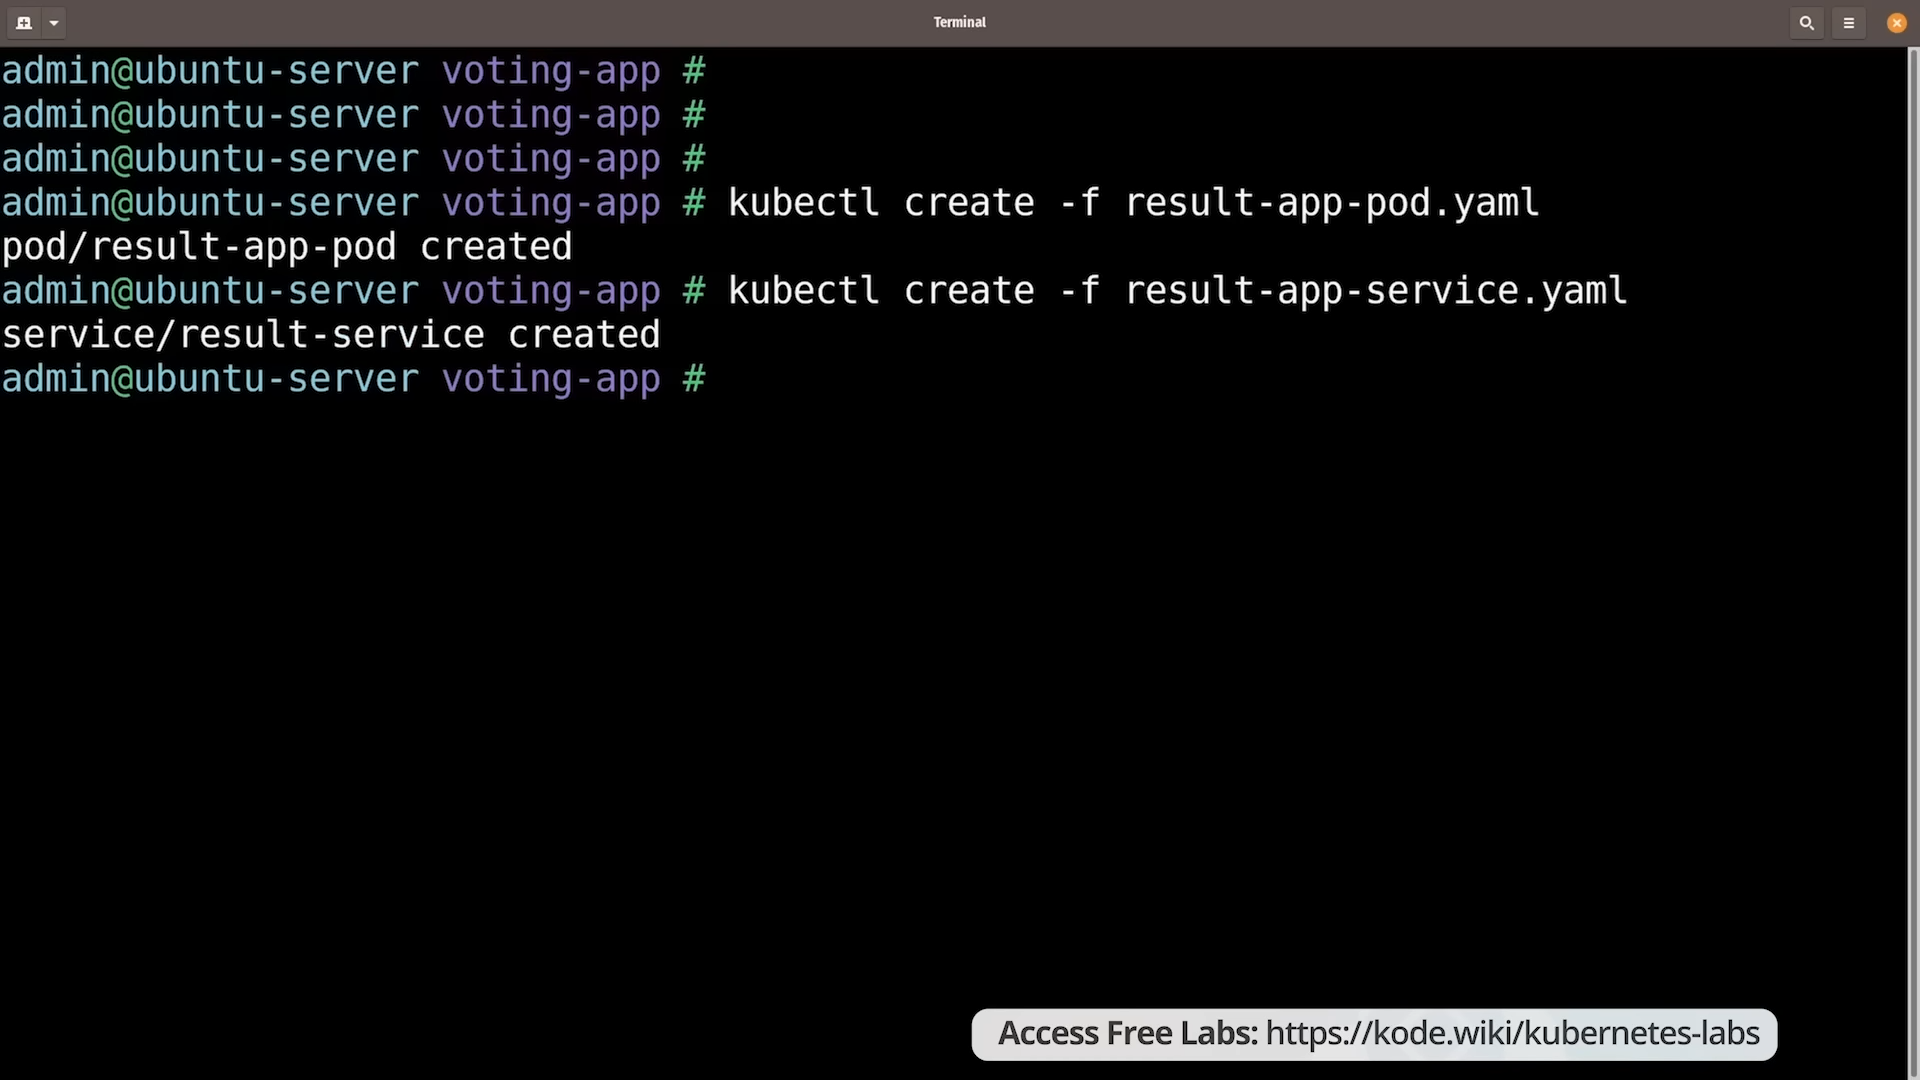 Terminal
admin@ubuntu-server voting-app #
admin@ubuntu-server voting-app #
admin@ubuntu-server voting-app #
admin@ubuntu-server voting-app # kubectl create -f result-app-pod.yaml
pod/result-app-pod created
admin@ubuntu-server voting-app # kubectl create -f result-app-service.yaml
service/result-service created
admin@ubuntu-server voting-app #
Access Free Labs: https://kode.wiki/kubernetes-labs